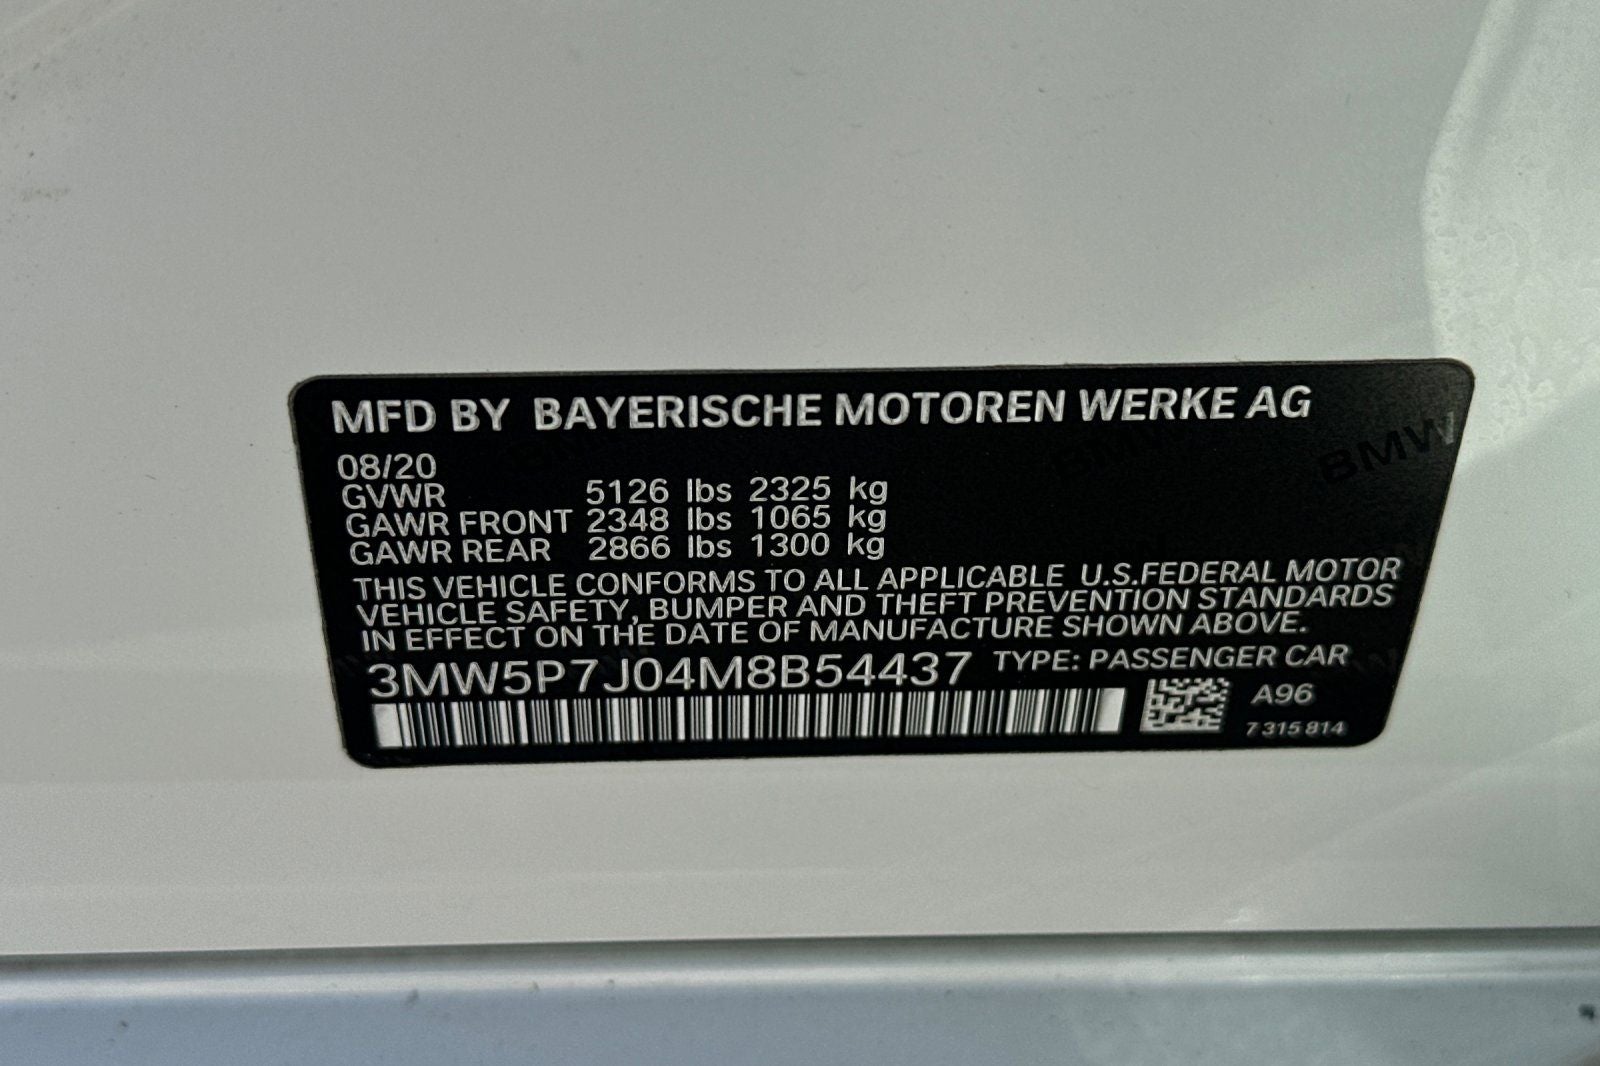 MFD BY BAYERISCHE MOTOREN WERKE AG
08/20
GVWR 5126 lbs 2325 kg
GAWR FRONT 2348 lbs 1065 kg
GAWR REAR 2866 lbs 1300 kg
THIS VEHICLE CONFORMS TO ALL APPLICABLE U.S.FEDERAL MOTOR
VEHICLE SAFETY, BUMPER AND THEFT PREVENTION STANDARDS
IN EFFECT ON THE DATE OF MANUFACTURE SHOWN ABOVE.
3MW5P7J04M8B54437 TYPE: PASSENGER CAR
A96
7 315 814
BMW